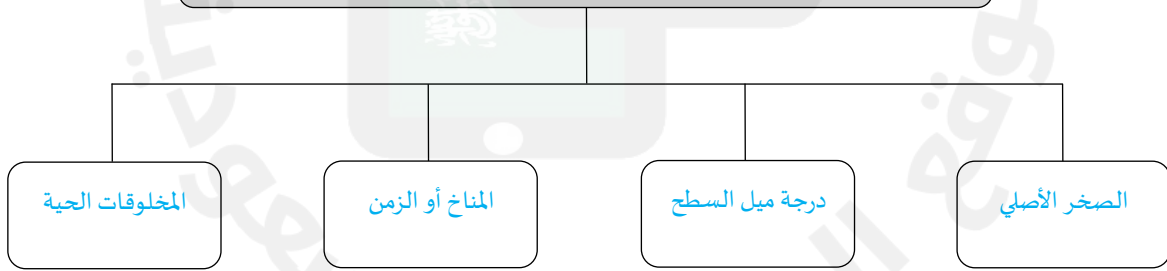 الصخر الأصلي
درجة ميل السطح
المناخ أو الزمن
المخلوقات الحية